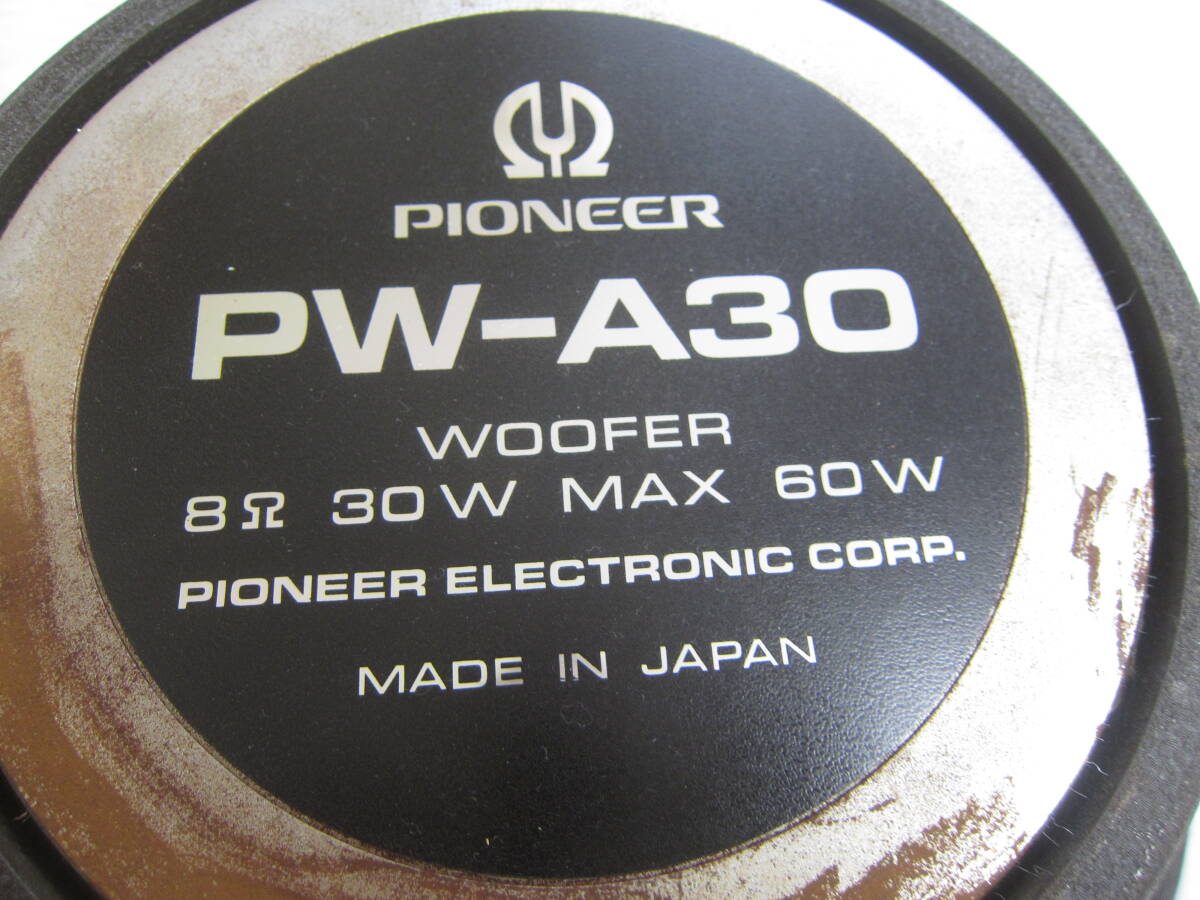 PIONEER
PW-A30
WOOFER
8Ω 30W MAX 60W
PIONEER ELECTRONIC CORP.
MADE IN JAPAN